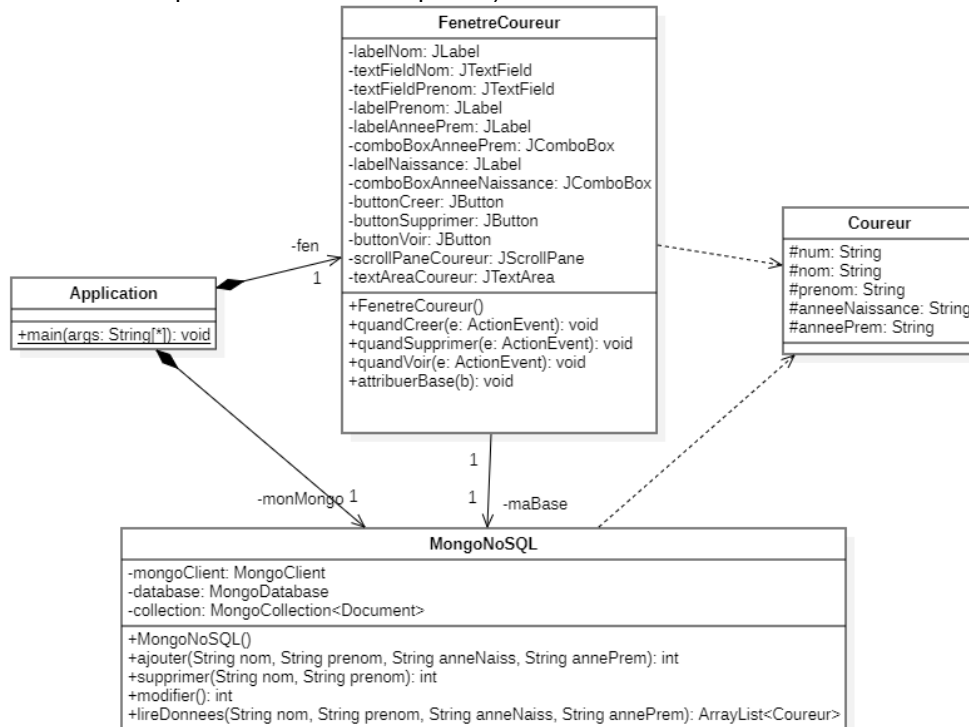 FenetreCoureur
-labelNom: JLabel
-textFieldNom: JTextField
-textFieldPrenom: JTextField
-labelPrenom: JLabel
-labelAnneePrem: JLabel
-comboBoxAnneePrem: JComboBox
-labelNaissance: JLabel
-comboBoxAnneeNaissance: JComboBox
-buttonCreer: JButton
-buttonSupprimer: JButton
-buttonVoir: JButton
-scrollPaneCoureur: JScrollPane
-textAreaCoureur: JTextArea
+FenetreCoureur()
+quandCreer(e: ActionEvent): void
+quandSupprimer(e: ActionEvent): void
+quandVoir(e: ActionEvent): void
+attribuerBase(b): void
Coureur
#num: String
#nom: String
#prenom: String
#anneeNaissance: String
#anneePrem: String
-fen
1
Application
+main(args: String[*]): void
1
-monMongo 1
1
-maBase
MongoNoSQL
-mongoClient: MongoClient
-database: MongoDatabase
-collection: MongoCollection<Document>
+MongoNoSQL()
+ajouter(String nom, String prenom, String anneNaiss, String annePrem): int
+supprimer(String nom, String prenom): int
+modifier(): int
+lireDonnees(String nom, String prenom, String anneNaiss, String annePrem): ArrayList<Coureur>